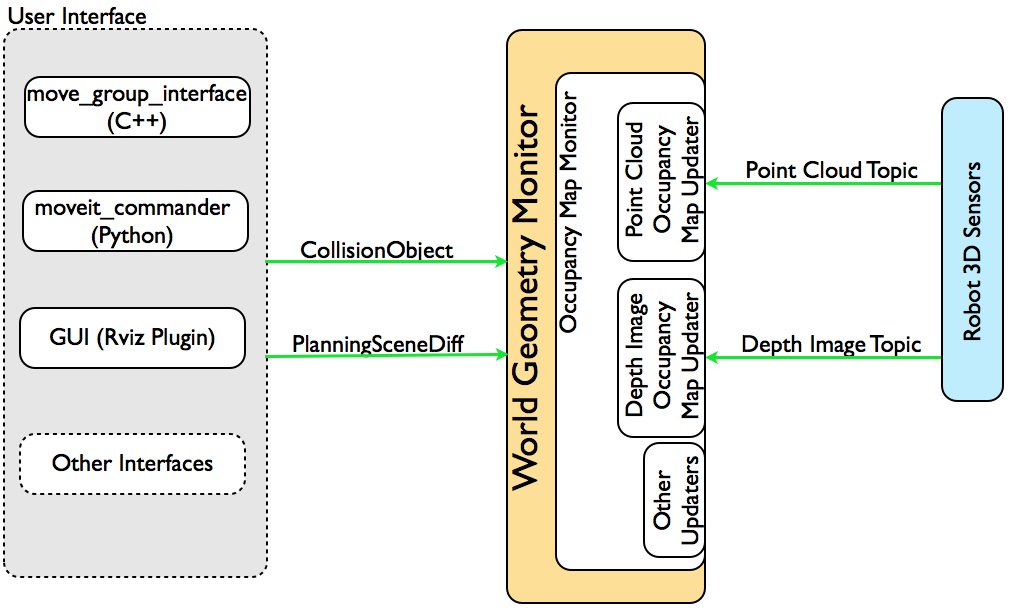 User Interface
move_group_interface
(C++)
moveit_commander
(Python)
GUI (Rviz Plugin)
Other Interfaces
CollisionObject
PlanningSceneDiff
World Geometry Monitor
Occupancy Map Monitor
Point Cloud
Occupancy
Map Updater
Depth Image
Occupancy
Map Updater
Other
Updaters
Point Cloud Topic
Depth Image Topic
Robot 3D Sensors